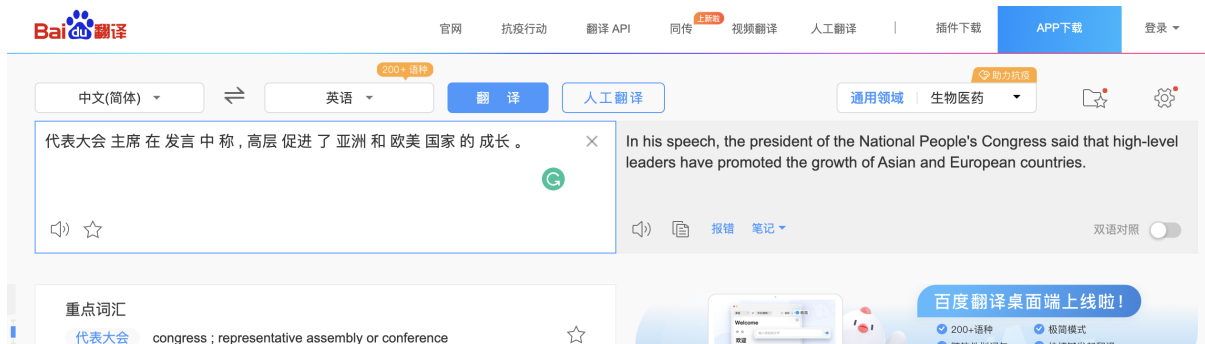 Bai du 翻译
官网 抗疫行动 翻译 API 同传 上新啦 视频翻译 人工翻译 插件下载 APP下载 登录
200+ 语种 助力抗疫
中文(简体) 英语 翻 译 人工翻译 通用领域 生物医药
代表大会 主席 在 发言 中 称 , 高层 促进 了 亚洲 和 欧美 国家 的 成长 。
In his speech, the president of the National People's Congress said that high-level
leaders have promoted the growth of Asian and European countries.
报错 笔记 双语对照
重点词汇
代表大会 congress ; representative assembly or conference
百度翻译桌面端上线啦!
Welcome
欢迎
200+语种 极简模式